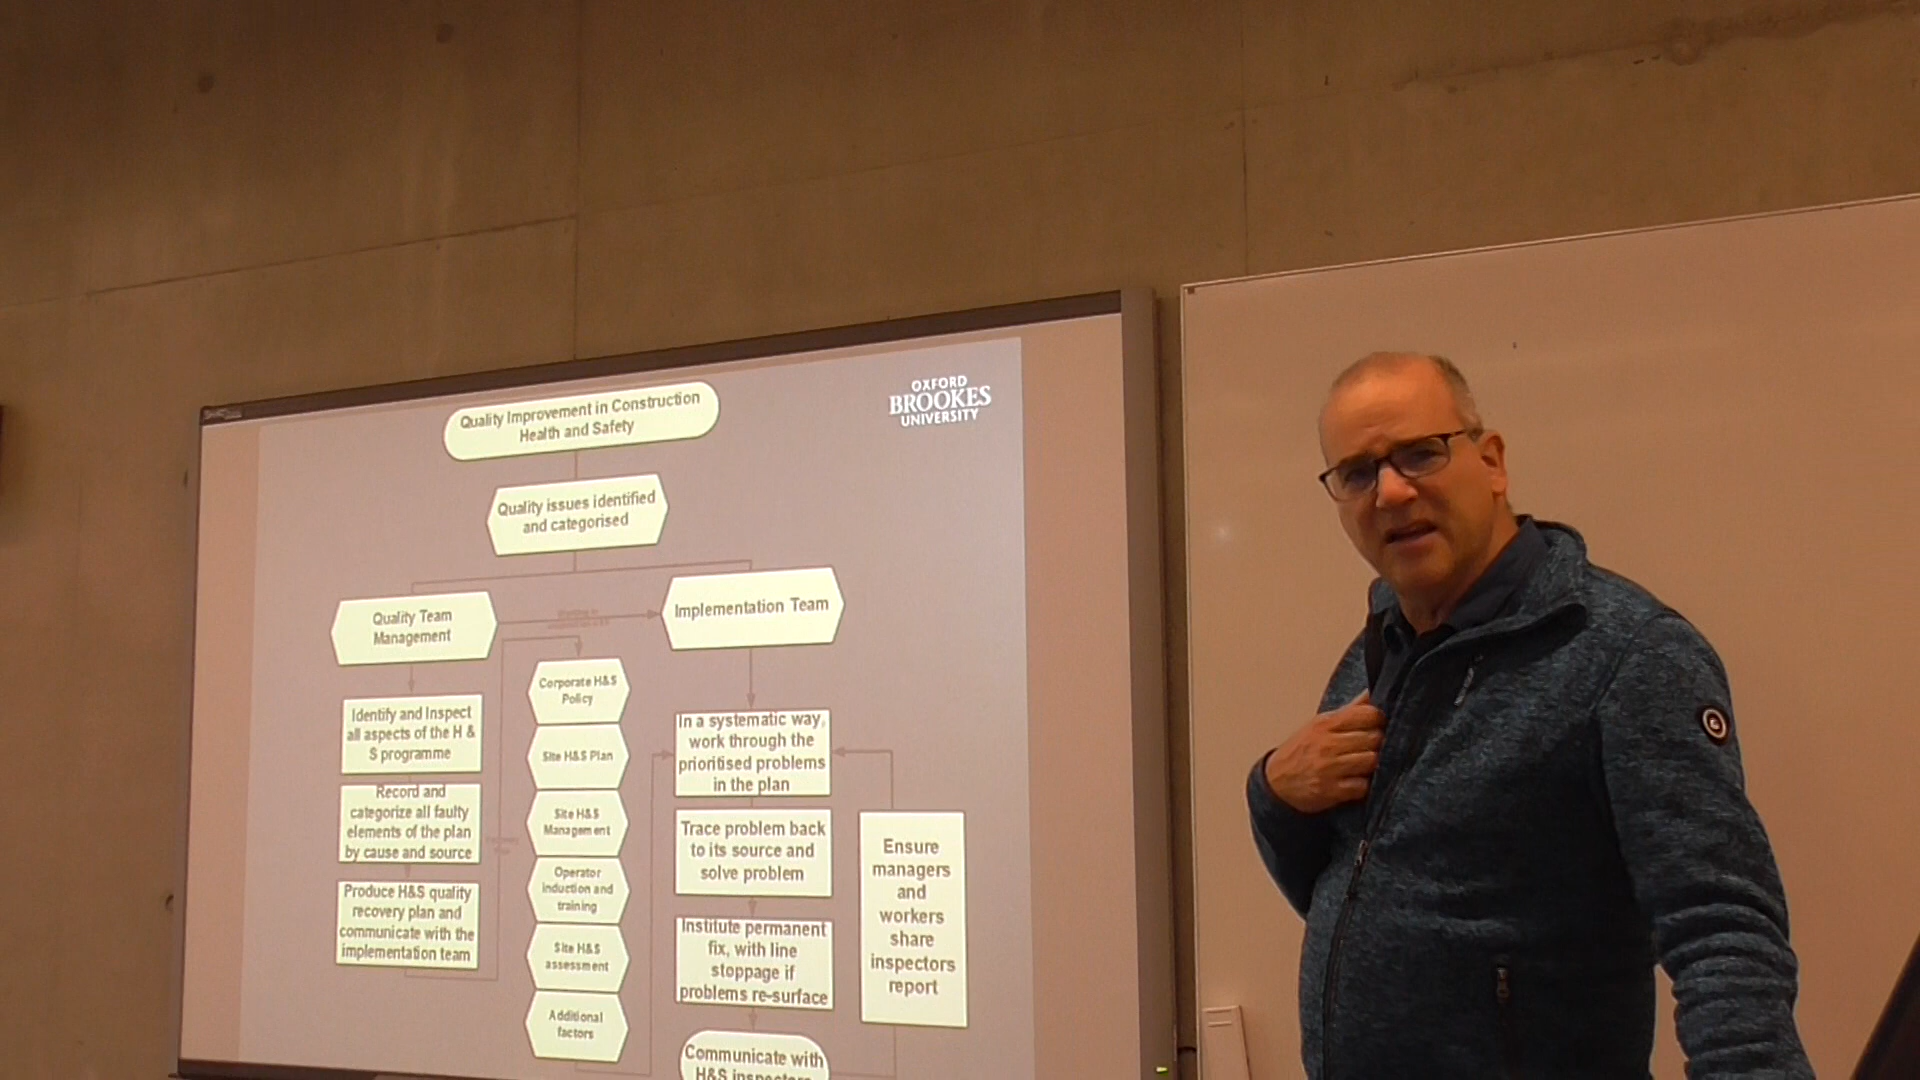 Quality Improvement in Construction
Health and Safety
OXFORD
BROOKES
UNIVERSITY
Quality issues identified
and categorised
Quality Team
Management
Implementation Team
Identify and Inspect
all aspects of the H &
S programme
Record and
categorize all faulty
elements of the plan
by cause and source
Produce H&S quality
recovery plan and
communicate with the
implementation team
Corporate H&S
Policy
Site H&S Plan
Site H&S
Management
Operator
induction and
training
Site H&S
assessment
Additional
factors
In a systematic way,
work through the
prioritised problems
in the plan
Trace problem back
to its source and
solve problem
Institute permanent
fix, with line
stoppage if
problems re-surface
Communicate with
H&S inspectors
Ensure
managers
and
workers
share
inspectors
report